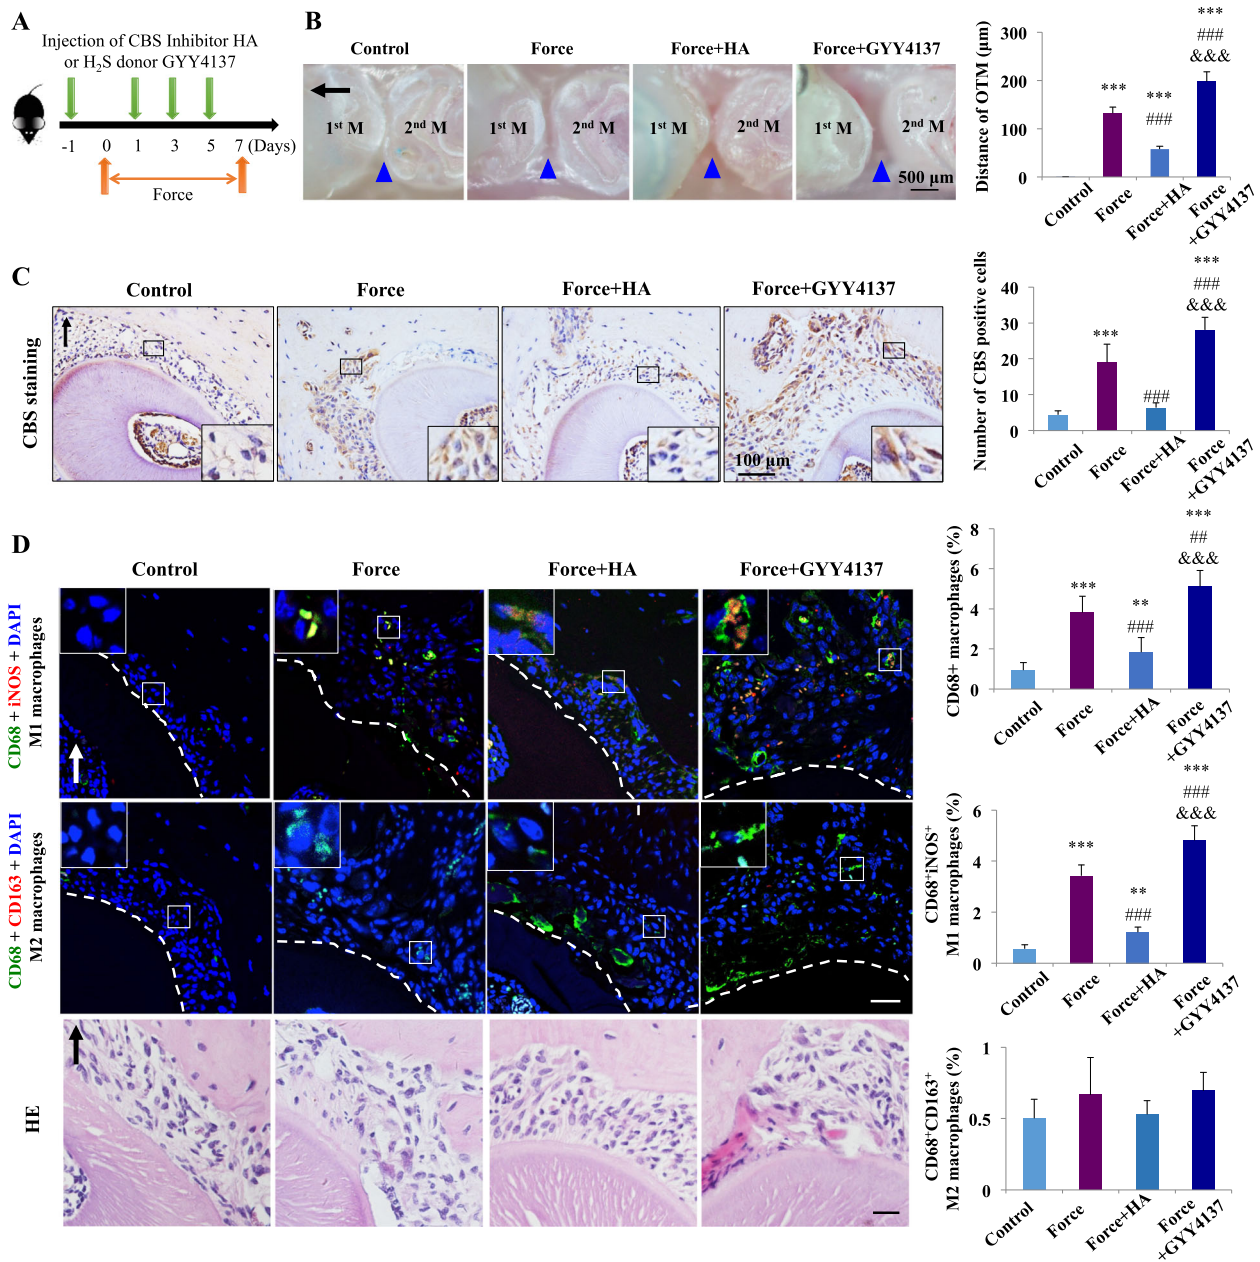 A
Injection of CBS Inhibitor HA
or H₂S donor GYY4137
-1 0 1 3 5 7 (Days)
Force
B
Control Force Force+HA Force+GYY4137
1st M 2nd M 1st M 2nd M 1st M 2nd M 1st M 2nd M
500 µm
Distance of OTM (µm)
300
200
100
0
***
***
###
***
###
&&&
Control
Force
Force+HA
Force
+GYY4137
C
Control Force Force+HA Force+GYY4137
CBS staining
100 µm
Number of CBS positive cells
40
30
20
10
0
***
###
***
###
&&&
Control
Force
Force+HA
Force
+GYY4137
D
Control Force Force+HA Force+GYY4137
CD68 + iNOS + DAPI
M1 macrophages
CD68 + CD163 + DAPI
M2 macrophages
HE
CD68+ macrophages (%)
8
6
4
2
0
***
**
###
***
##
&&&
Control
Force
Force+HA
Force
+GYY4137
CD68⁺iNOS⁺
M1 macrophages (%)
6
4
2
0
***
**
###
***
###
&&&
Control
Force
Force+HA
Force
+GYY4137
CD68⁺CD163⁺
M2 macrophages (%)
1
0.5
0
Control
Force
Force+HA
Force
+GYY4137